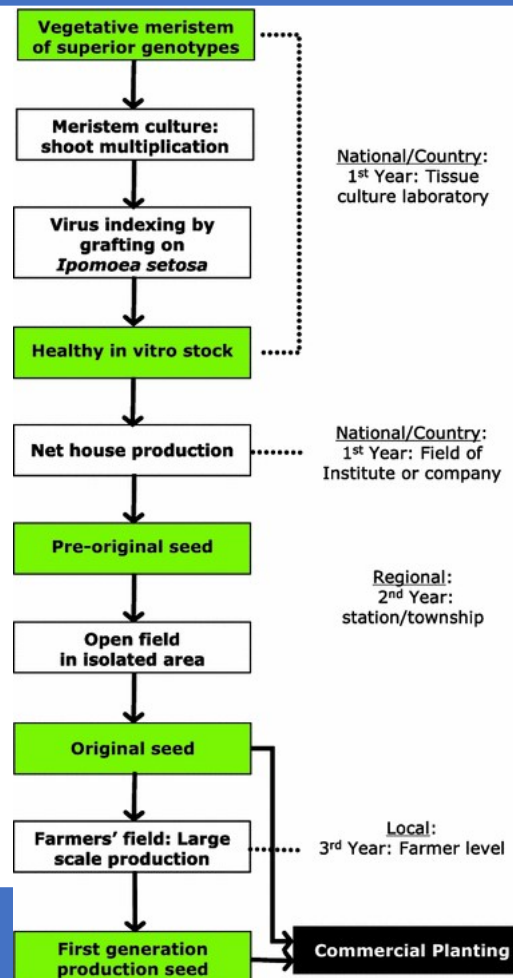 Vegetative meristem
of superior genotypes
Meristem culture:
shoot multiplication
National/Country:
1st Year: Tissue
culture laboratory
Virus indexing by
grafting on
Ipomoea setosa
Healthy in vitro stock
Net house production
National/Country:
1st Year: Field of
Institute or company
Pre-original seed
Regional:
2nd Year:
station/township
Open field
in isolated area
Original seed
Farmers' field: Large
scale production
Local:
3rd Year: Farmer level
First generation
production seed
Commercial Planting